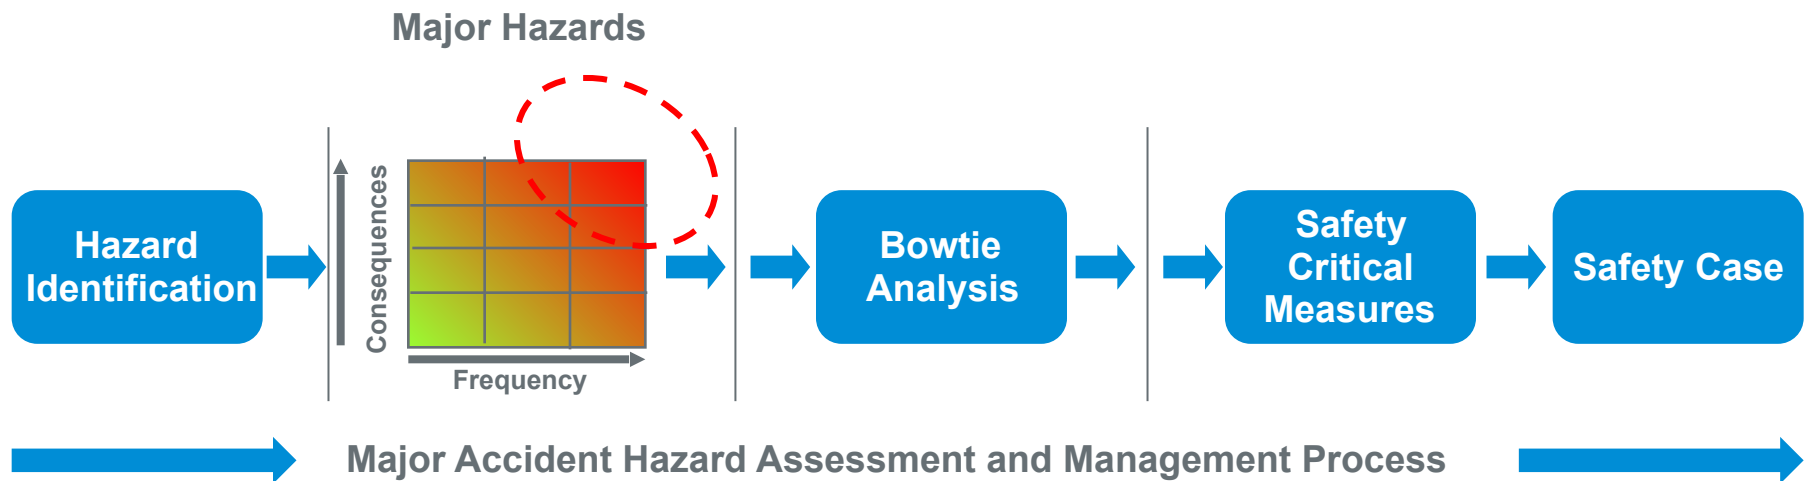 Major Hazards
Hazard
Identification
Consequences
Frequency
Bowtie
Analysis
Safety
Critical
Measures
Safety Case
Major Accident Hazard Assessment and Management Process